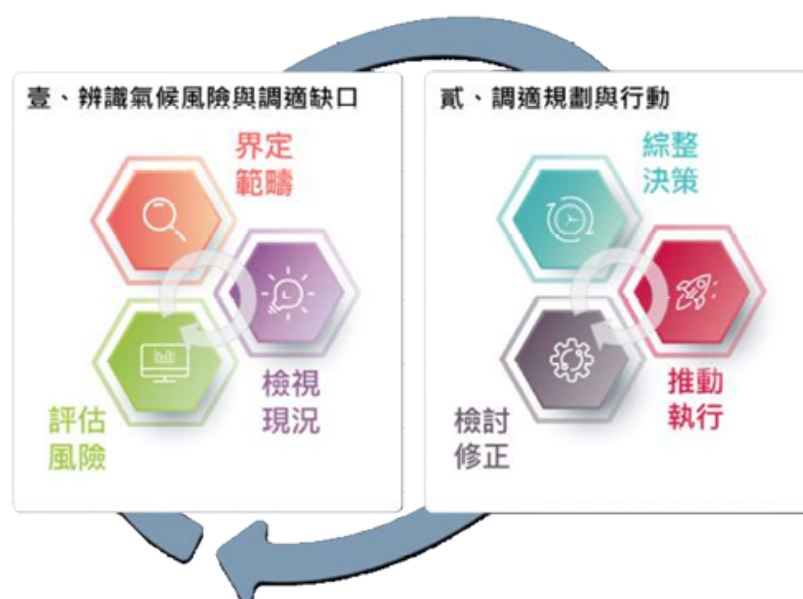 壹、辨識氣候風險與調適缺口
界定
範疇
檢視
現況
評估
風險
貳、調適規劃與行動
綜整
決策
推動
執行
檢討
修正